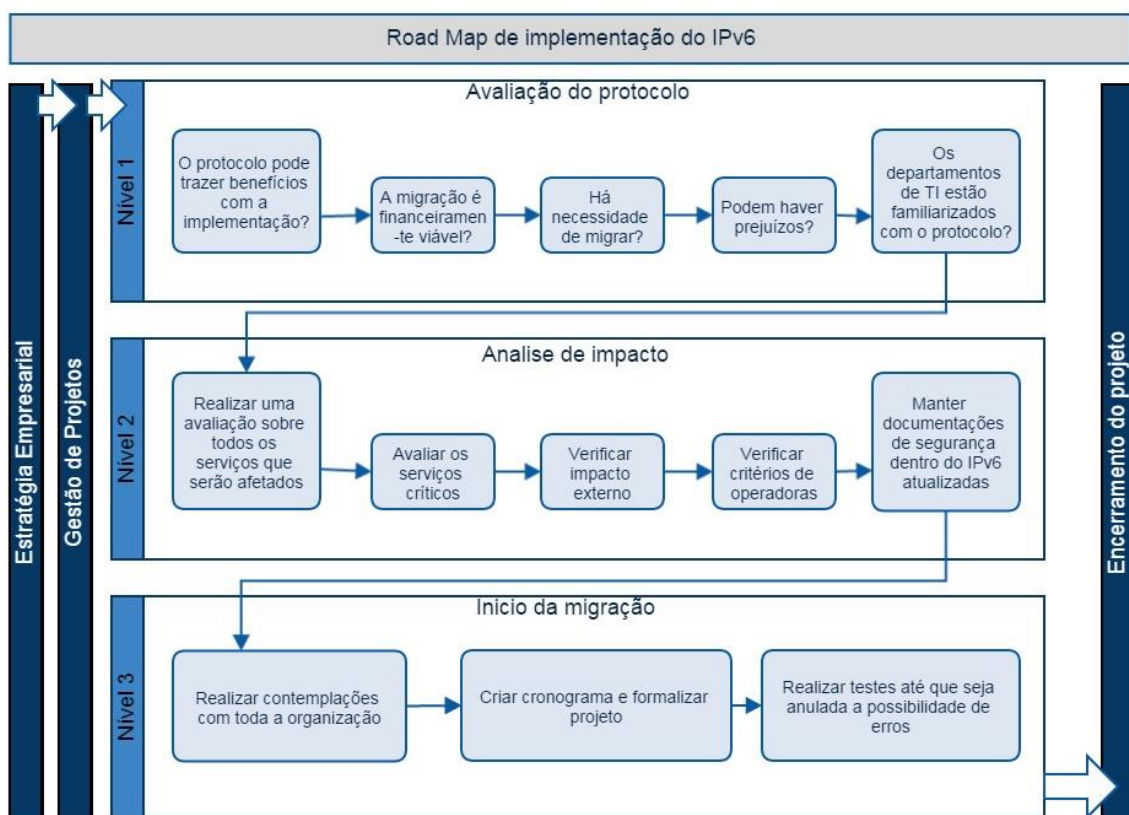 Road Map de implementação do IPv6
Estratégia Empresarial
Gestão de Projetos
Nível 1
Avaliação do protocolo
O protocolo pode
trazer benefícios
com a
implementação?
A migração é
financeiramen
-te viável?
Há
necessidade
de migrar?
Podem haver
prejuízos?
Os
departamentos
de TI estão
familiarizados
com o protocolo?
Nível 2
Analise de impacto
Realizar uma
avaliação sobre
todos os
serviços que
serão afetados
Avaliar os
serviços
críticos
Verificar
impacto
externo
Verificar
critérios de
operadoras
Manter
documentações
de segurança
dentro do IPv6
atualizadas
Nível 3
Inicio da migração
Realizar contemplações
com toda a organização
Criar cronograma e formalizar
projeto
Realizar testes até que seja
anulada a possibilidade de
erros
Encerramento do projeto